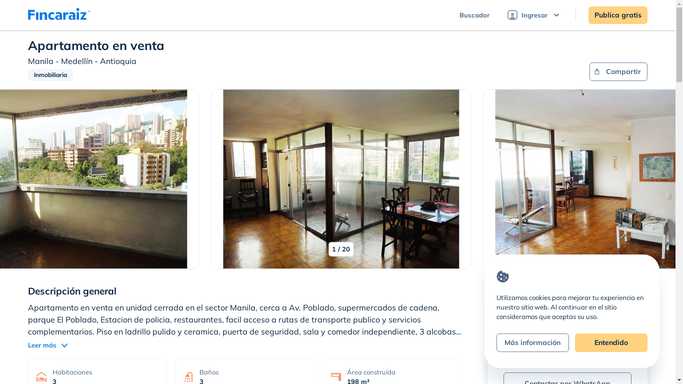 Fincaraiz
Buscador
Ingresar
Publica gratis
Apartamento en venta
Manila - Medellín - Antioquia
Inmobiliaria
Compartir
1 / 20
Descripción general
Apartamento en venta en unidad cerrada en el sector Manila, cerca a Av. Poblado, supermercados de cadena,
parque El Poblado, Estacion de policia, restaurantes, facil acceso a rutas de transporte publico y servicios
complementarios. Piso en ladrillo pulido y ceramica, puerta de seguridad, sala y comedor independiente, 3 alcobas...
Leer más
Habitaciones
3
Baños
3
Área construida
198 m²
Utilizamos cookies para mejorar tu experiencia en
nuestro sitio web. Al continuar en el sitio
consideramos que aceptas su uso.
Más información
Entendido
Contactar por WhatsApp